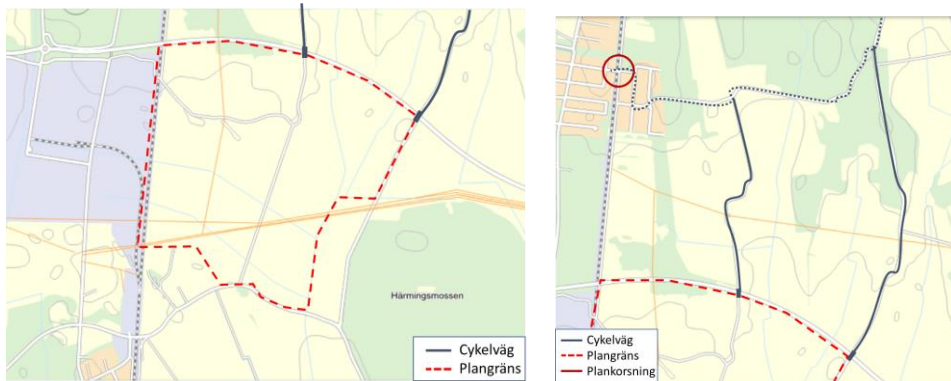 Härmingsmossen
Cykelväg
Plangräns
Cykelväg
Plangräns
Plankorsning